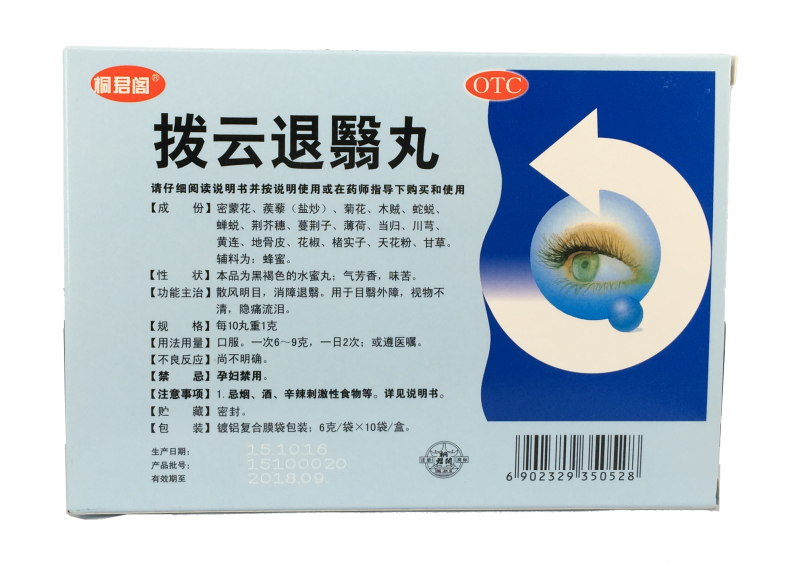 桐君阁®
OTC
拨云退翳丸
请仔细阅读说明书并按说明使用或在药师指导下购买和使用
【成 份】密蒙花、蒺藜（盐炒）、菊花、木贼、蛇蜕、
蝉蜕、荆芥穗、蔓荆子、薄荷、当归、川芎、
黄连、地骨皮、花椒、楮实子、天花粉、甘草。
辅料为：蜂蜜。
【性 状】本品为黑褐色的水蜜丸；气芳香，味苦。
【功能主治】散风明目，消障退翳。用于目翳外障，视物不
清，隐痛流泪。
【规 格】每10丸重1克
【用法用量】口服。一次6～9克，一日2次；或遵医嘱。
【不良反应】尚不明确。
【禁 忌】孕妇禁用。
【注意事项】1.忌烟、酒、辛辣刺激性食物等。详见说明书。
【贮 藏】密封。
【包 装】镀铝复合膜袋包装；6克/袋×10袋/盒。
生产日期： 15.10.16
产品批号： 15100020
有效期至 2018.09.
6 902329 350528